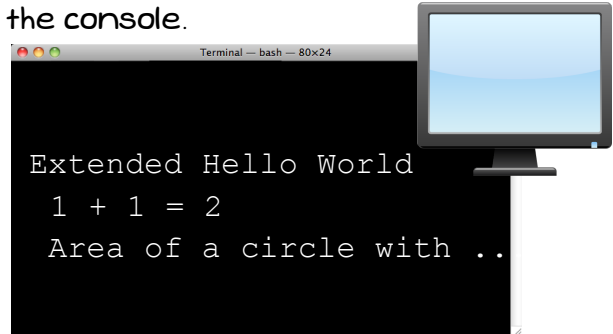 the console.
Terminal — bash — 80×24
Extended Hello World
1 + 1 = 2
Area of a circle with ..